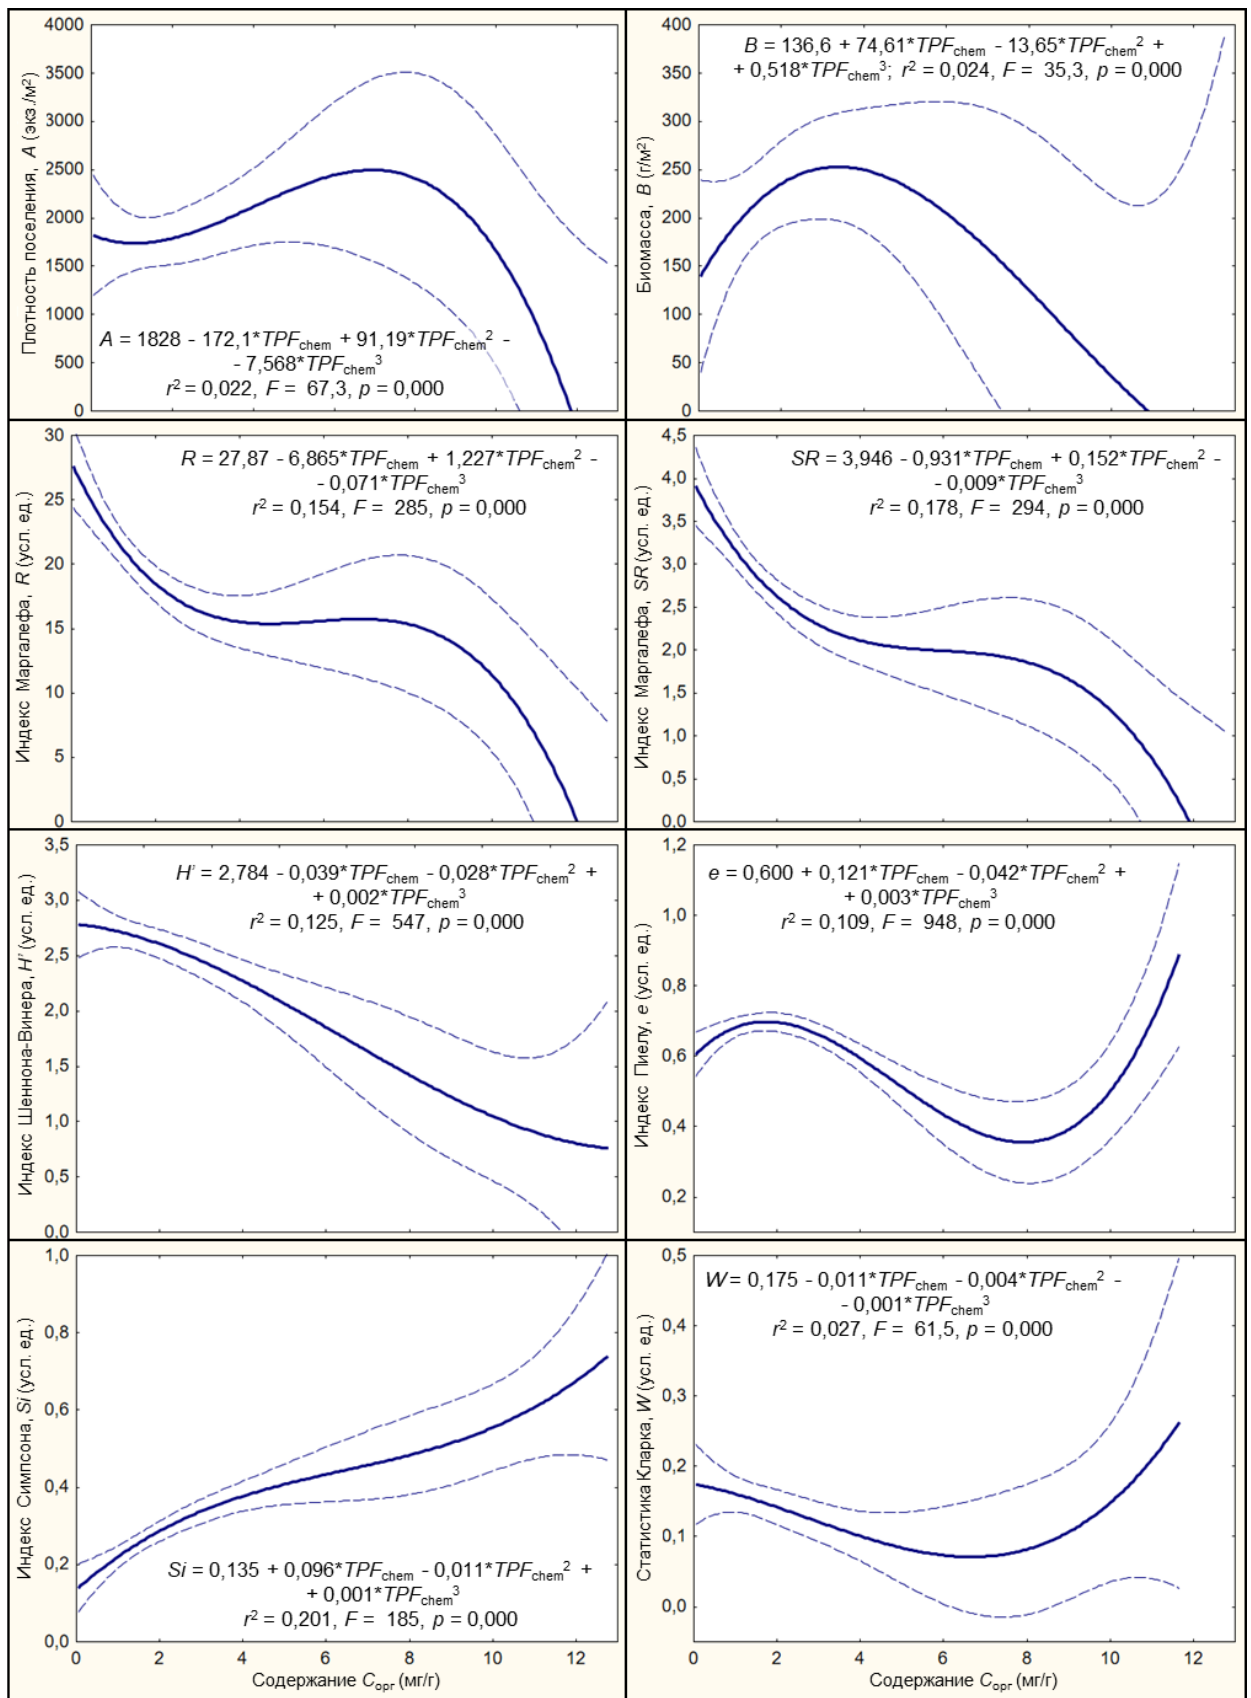 4000
3500
3000
2500
2000
1500
1000
500
0
Плотность поселения, A (экз./м²)
A = 1828 - 172,1*TPFchem + 91,19*TPFchem² -
- 7,568*TPFchem³
r² = 0,022, F = 67,3, p = 0,000
400
350
300
250
200
150
100
50
0
Биомасса, B (г/м²)
B = 136,6 + 74,61*TPFchem - 13,65*TPFchem² +
+ 0,518*TPFchem³; r² = 0,024, F = 35,3, p = 0,000
30
25
20
15
10
5
0
Индекс Маргалефа, R (усл. ед.)
R = 27,87 - 6,865*TPFchem + 1,227*TPFchem² -
- 0,071*TPFchem³
r² = 0,154, F = 285, p = 0,000
4,5
4,0
3,5
3,0
2,5
2,0
1,5
1,0
0,5
0,0
Индекс Маргалефа, SR (усл. ед.)
SR = 3,946 - 0,931*TPFchem + 0,152*TPFchem² -
- 0,009*TPFchem³
r² = 0,178, F = 294, p = 0,000
3,5
3,0
2,5
2,0
1,5
1,0
0,5
0,0
Индекс Шеннона-Винера, H' (усл. ед.)
H' = 2,784 - 0,039*TPFchem - 0,028*TPFchem² +
+ 0,002*TPFchem³
r² = 0,125, F = 547, p = 0,000
1,2
1,0
0,8
0,6
0,4
0,2
Индекс Пиелу, e (усл. ед.)
e = 0,600 + 0,121*TPFchem - 0,042*TPFchem² +
+ 0,003*TPFchem³
r² = 0,109, F = 948, p = 0,000
1,0
0,8
0,6
0,4
0,2
0,0
Индекс Симпсона, Si (усл. ед.)
Si = 0,135 + 0,096*TPFchem - 0,011*TPFchem² +
+ 0,001*TPFchem³
r² = 0,201, F = 185, p = 0,000
0 2 4 6 8 10 12
Содержание Cорг (мг/г)
0,5
0,4
0,3
0,2
0,1
0,0
Статистика Кларка, W (усл. ед.)
W = 0,175 - 0,011*TPFchem - 0,004*TPFchem² -
- 0,001*TPFchem³
r² = 0,027, F = 61,5, p = 0,000
0 2 4 6 8 10 12
Содержание Cорг (мг/г)